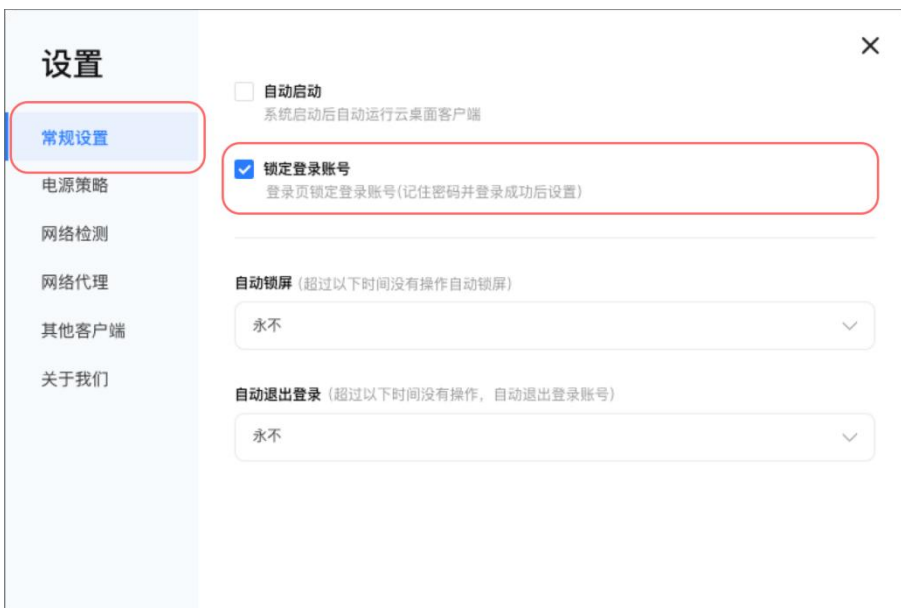 设置
常规设置
电源策略
网络检测
网络代理
其他客户端
关于我们
自动启动
系统启动后自动运行云桌面客户端
锁定登录账号
登录页锁定登录账号(记住密码并登录成功后设置)
自动锁屏（超过以下时间没有操作自动锁屏）
永不
自动退出登录（超过以下时间没有操作，自动退出登录账号）
永不